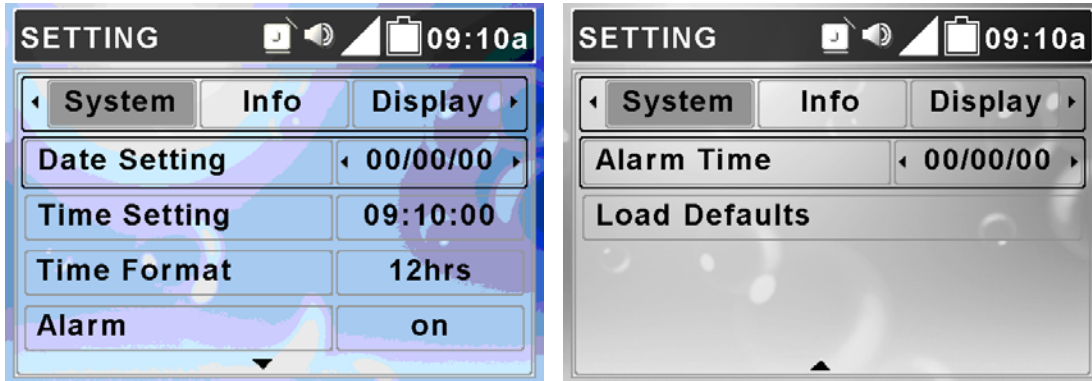 SETTING 09:10a
System Info Display
Date Setting 00/00/00
Time Setting 09:10:00
Time Format 12hrs
Alarm on
SETTING 09:10a
System Info Display
Alarm Time 00/00/00
Load Defaults